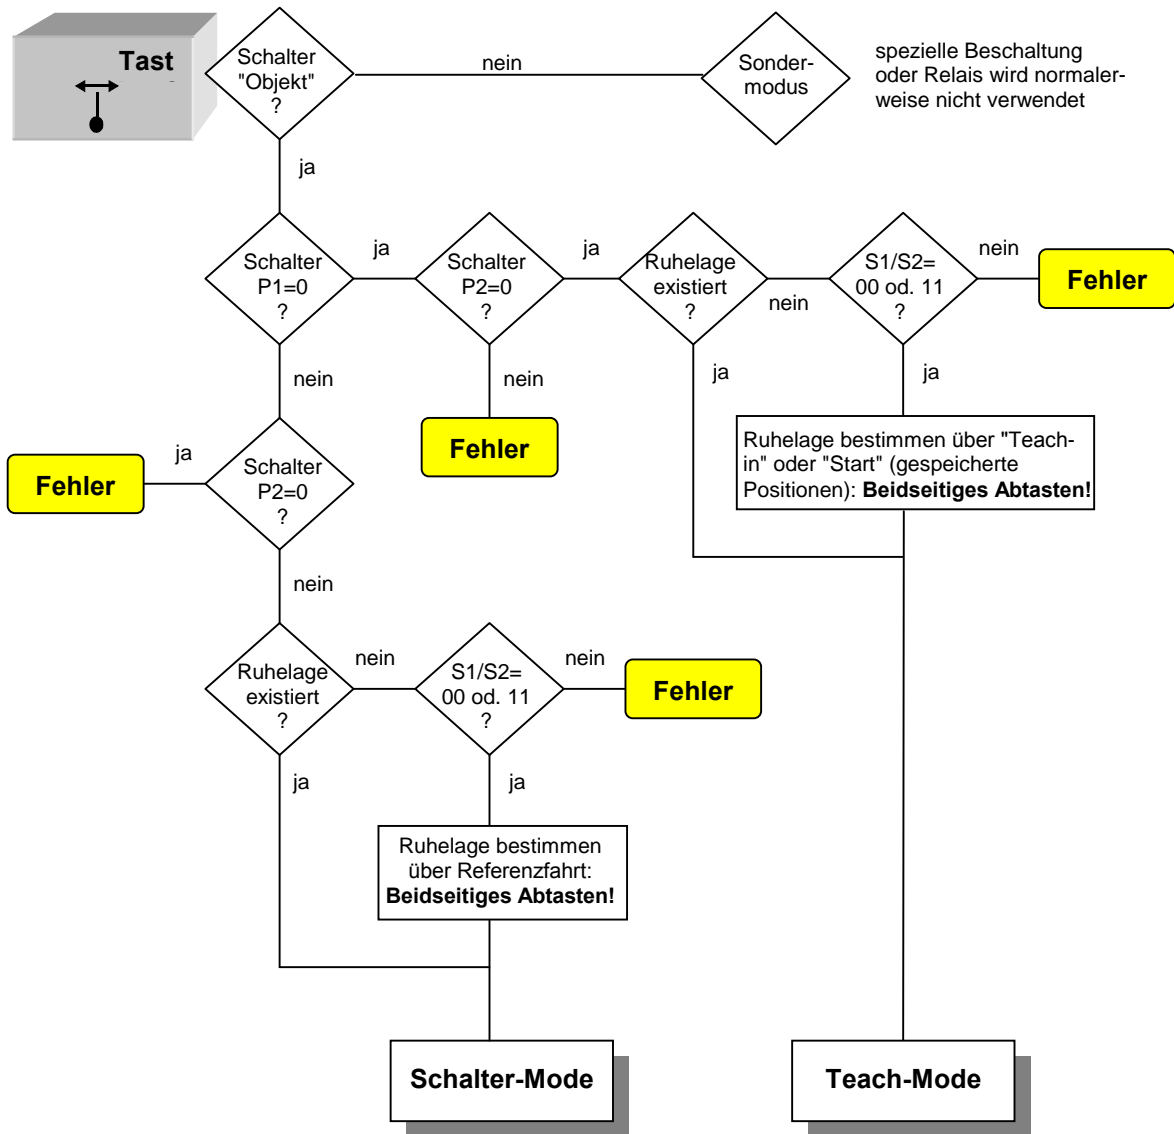 Tast
Schalter
"Objekt"
?
nein
Sonder-
modus
spezielle Beschaltung
oder Relais wird normaler-
weise nicht verwendet
ja
Schalter
P1=0
?
ja
Schalter
P2=0
?
ja
Ruhelage
existiert
?
nein
S1/S2=
00 od. 11
?
nein
Fehler
nein
nein
ja
ja
Fehler
Ruhelage bestimmen über "Teach-
in" oder "Start" (gespeicherte
Positionen): Beidseitiges Abtasten!
ja
Fehler
Schalter
P2=0
?
nein
Ruhelage
existiert
?
nein
S1/S2=
00 od. 11
?
nein
Fehler
ja
ja
Ruhelage bestimmen
über Referenzfahrt:
Beidseitiges Abtasten!
Schalter-Mode
Teach-Mode